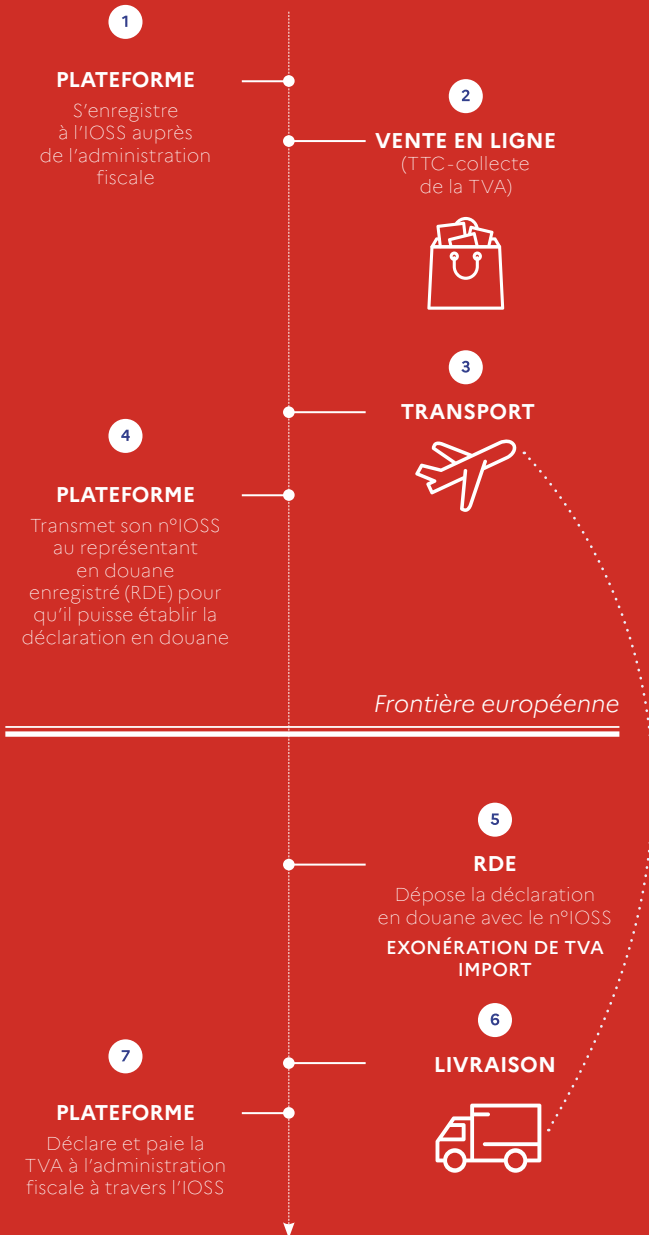 1
PLATEFORME
S'enregistre
à l'IOSS auprès
de l'administration
fiscale
2
VENTE EN LIGNE
(TTC-collecte
de la TVA)
3
TRANSPORT
4
PLATEFORME
Transmet son nºIOSS
au représentant
en douane
enregistré (RDE) pour
qu'il puisse établir la
déclaration en douane
Frontière européenne
5
RDE
Dépose la déclaration
en douane avec le nºIOSS
EXONÉRATION DE TVA
IMPORT
6
LIVRAISON
7
PLATEFORME
Déclare et paie la
TVA à l'administration
fiscale à travers l'IOSS